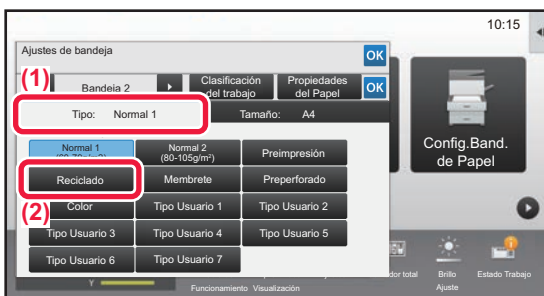 10:15
Ajustes de bandeja
OK
(1)
Bandeja 2
Clasificación del trabajo
Propiedades del Papel
OK
Tipo: Normal 1
Tamaño: A4
Normal 1
Normal 2
(80-105g/m²)
Preimpresión
Reciclado
Membrete
Preperforado
(2)
Color
Tipo Usuario 1
Tipo Usuario 2
Tipo Usuario 3
Tipo Usuario 4
Tipo Usuario 5
Tipo Usuario 6
Tipo Usuario 7
Config.Band.
de Papel
Y
Funcionamiento Visualización
total
Brillo
Ajuste
Estado Trabajo